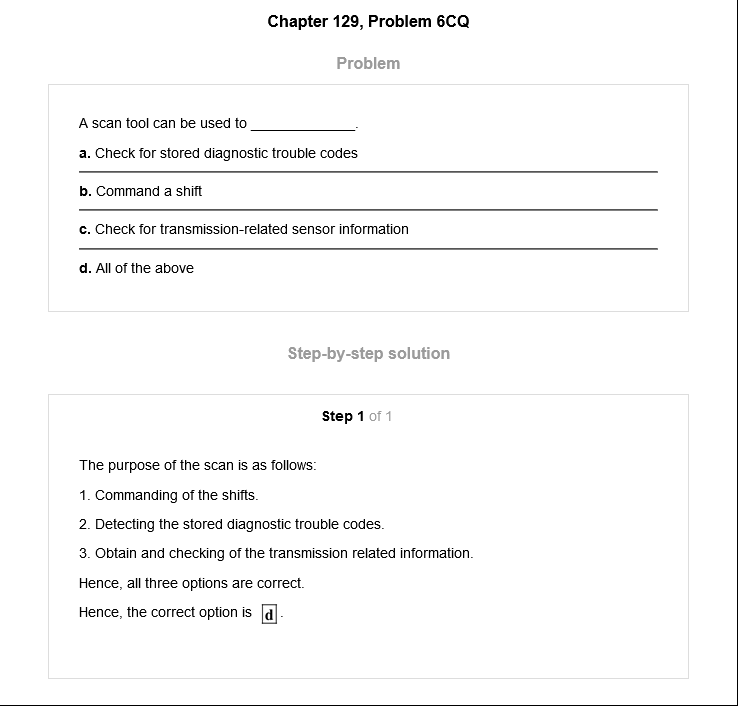 Chapter 129, Problem 6CQ
Problem
A scan tool can be used to ______________.
a. Check for stored diagnostic trouble codes
b. Command a shift
c. Check for transmission-related sensor information
d. All of the above
Step-by-step solution
Step 1 of 1
The purpose of the scan is as follows:
1. Commanding of the shifts.
2. Detecting the stored diagnostic trouble codes.
3. Obtain and checking of the transmission related information.
Hence, all three options are correct.
Hence, the correct option is d.